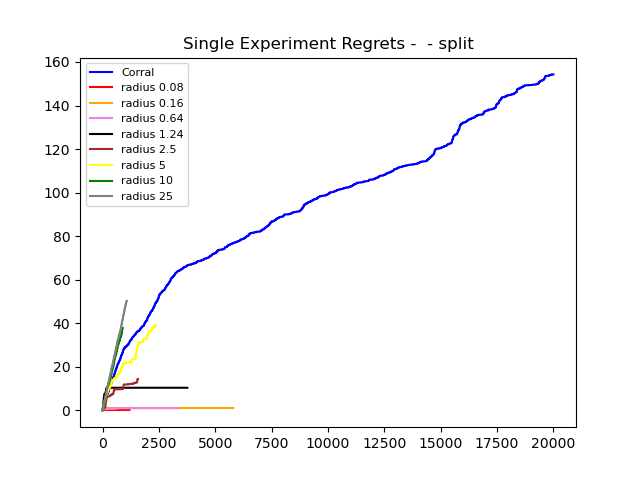 Single Experiment Regrets -  - split
160
140
120
100
80
60
40
20
0
Corral
radius 0.08
radius 0.16
radius 0.64
radius 1.24
radius 2.5
radius 5
radius 10
radius 25
0 2500 5000 7500 10000 12500 15000 17500 20000